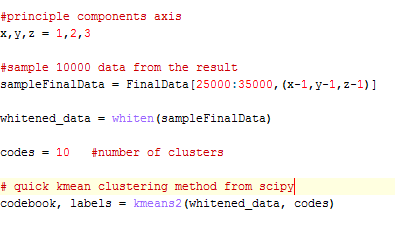 #principle components axis
x,y,z = 1,2,3
#sample 10000 data from the result
sampleFinalData = FinalData[25000:35000,(x-1,y-1,z-1)]
whitened_data = whiten(sampleFinalData)
codes = 10   #number of clusters
# quick kmean clustering method from scipy
codebook, labels = kmeans2(whitened_data, codes)